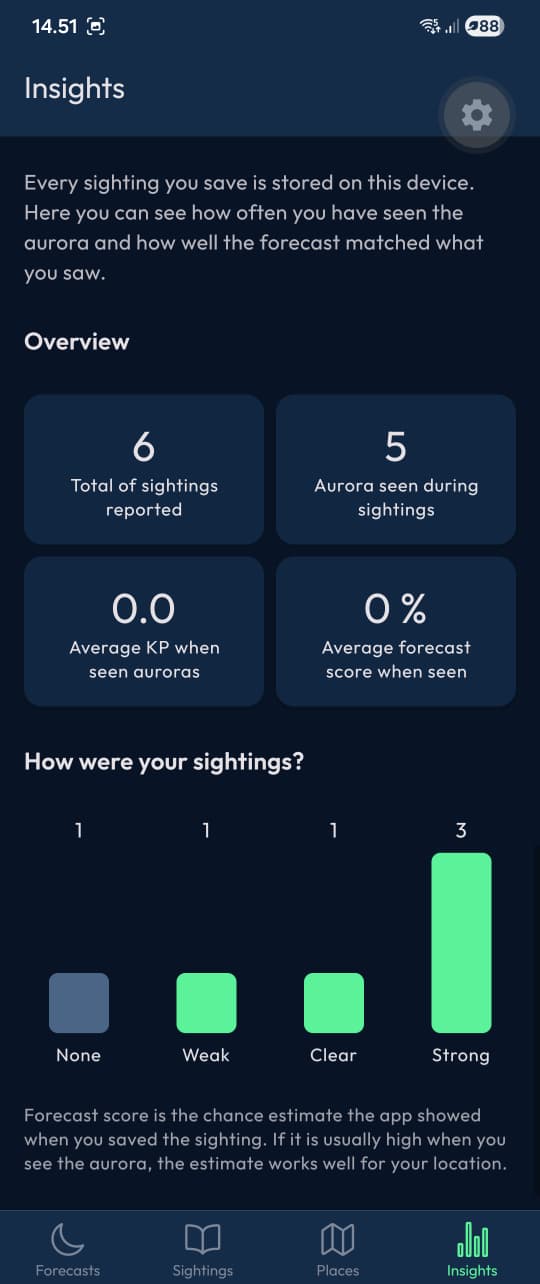 14.51
88
Insights
Every sighting you save is stored on this device.
Here you can see how often you have seen the
aurora and how well the forecast matched what
you saw.
Overview
6
Total of sightings
reported
5
Aurora seen during
sightings
0.0
Average KP when
seen auroras
0 %
Average forecast
score when seen
How were your sightings?
1 1 1 3
None Weak Clear Strong
Forecast score is the chance estimate the app showed
when you saved the sighting. If it is usually high when you
see the aurora, the estimate works well for your location.
Forecasts Sightings Places Insights